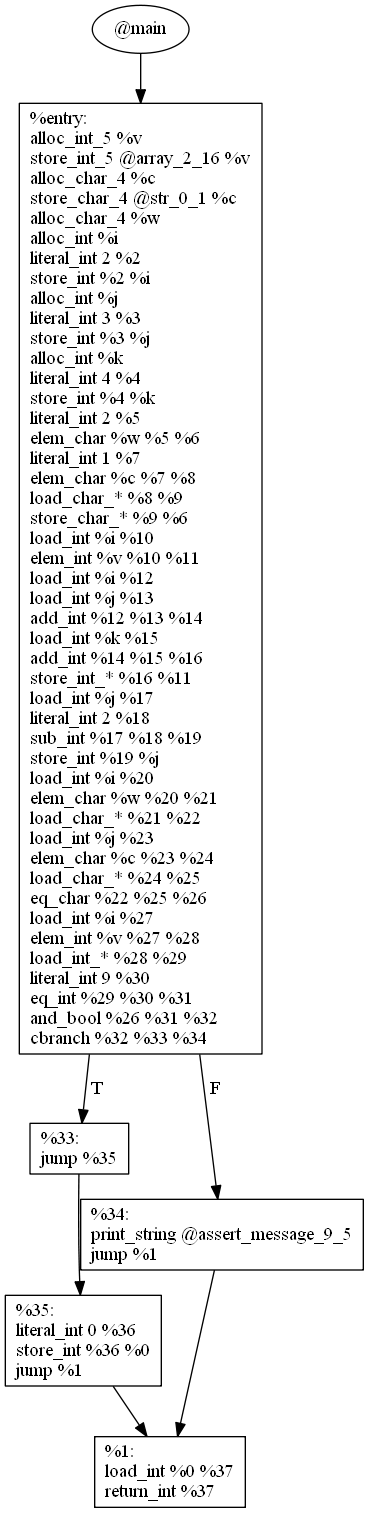 @main
%entry:
alloc_int_5 %v
store_int_5 @array_2_16 %v
alloc_char_4 %c
store_char_4 @str_0_1 %c
alloc_char_4 %w
alloc_int %i
literal_int 2 %2
store_int %2 %i
alloc_int %j
literal_int 3 %3
store_int %3 %j
alloc_int %k
literal_int 4 %4
store_int %4 %k
literal_int 2 %5
elem_char %w %5 %6
literal_int 1 %7
elem_char %c %7 %8
load_char_* %8 %9
store_char_* %9 %6
load_int %i %10
elem_int %v %10 %11
load_int %i %12
load_int %j %13
add_int %12 %13 %14
load_int %k %15
add_int %14 %15 %16
store_int_* %16 %11
load_int %j %17
literal_int 2 %18
sub_int %17 %18 %19
store_int %19 %j
load_int %i %20
elem_char %w %20 %21
load_char_* %21 %22
load_int %j %23
elem_char %c %23 %24
load_char_* %24 %25
eq_char %22 %25 %26
load_int %i %27
elem_int %v %27 %28
load_int_* %28 %29
literal_int 9 %30
eq_int %29 %30 %31
and_bool %26 %31 %32
cbranch %32 %33 %34
T
F
%33:
jump %35
%34:
print_string @assert_message_9_5
jump %1
%35:
literal_int 0 %36
store_int %36 %0
jump %1
%1:
load_int %0 %37
return_int %37